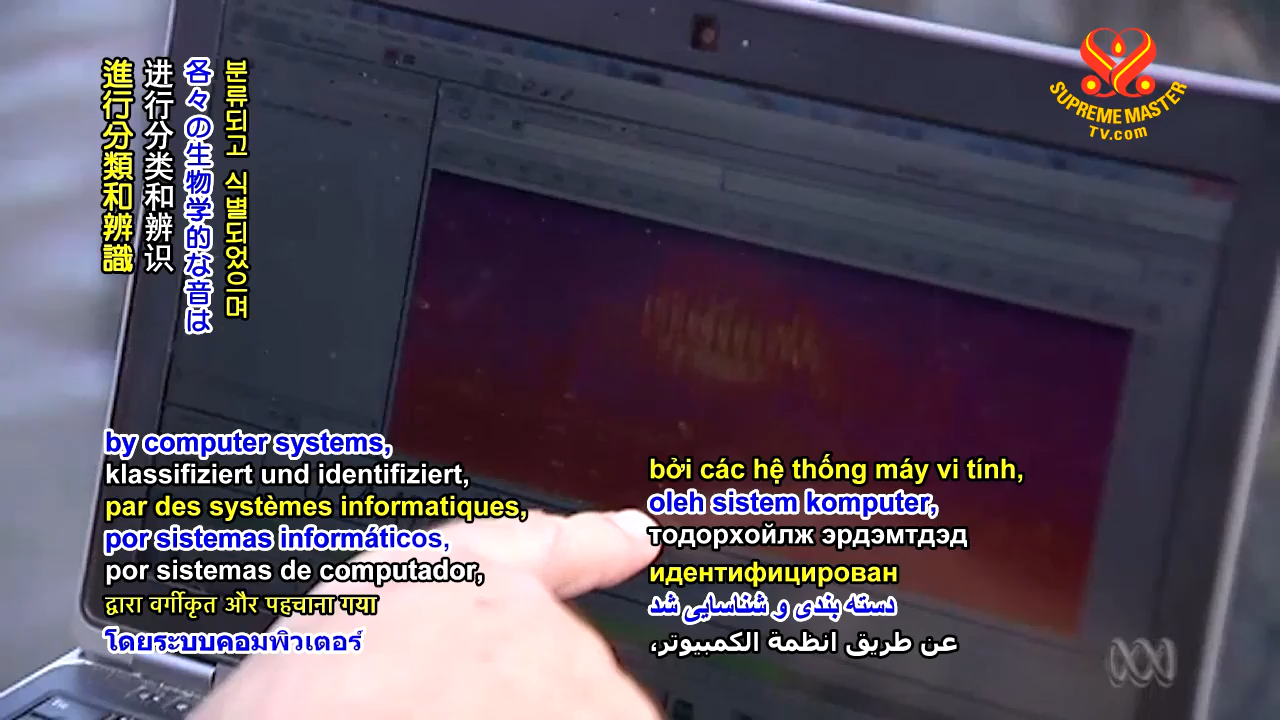 進行分類和辨識
进行分类和辨识
各々の生物学的な音は
분류되고 식별되었으며
SUPREME MASTER
TV.com
by computer systems,
klassifiziert und identifiziert,
par des systèmes informatiques,
por sistemas informáticos,
por sistemas de computador,
द्वारा वर्गीकृत और पहचाना गया
โดยระบบคอมพิวเตอร์
bởi các hệ thống máy vi tính,
oleh sistem komputer,
тодорхойлж эрдэмтдэд
идентифицирован
دسته بندی و شناسایی شد
عن طريق انظمة الكمبيوتر،